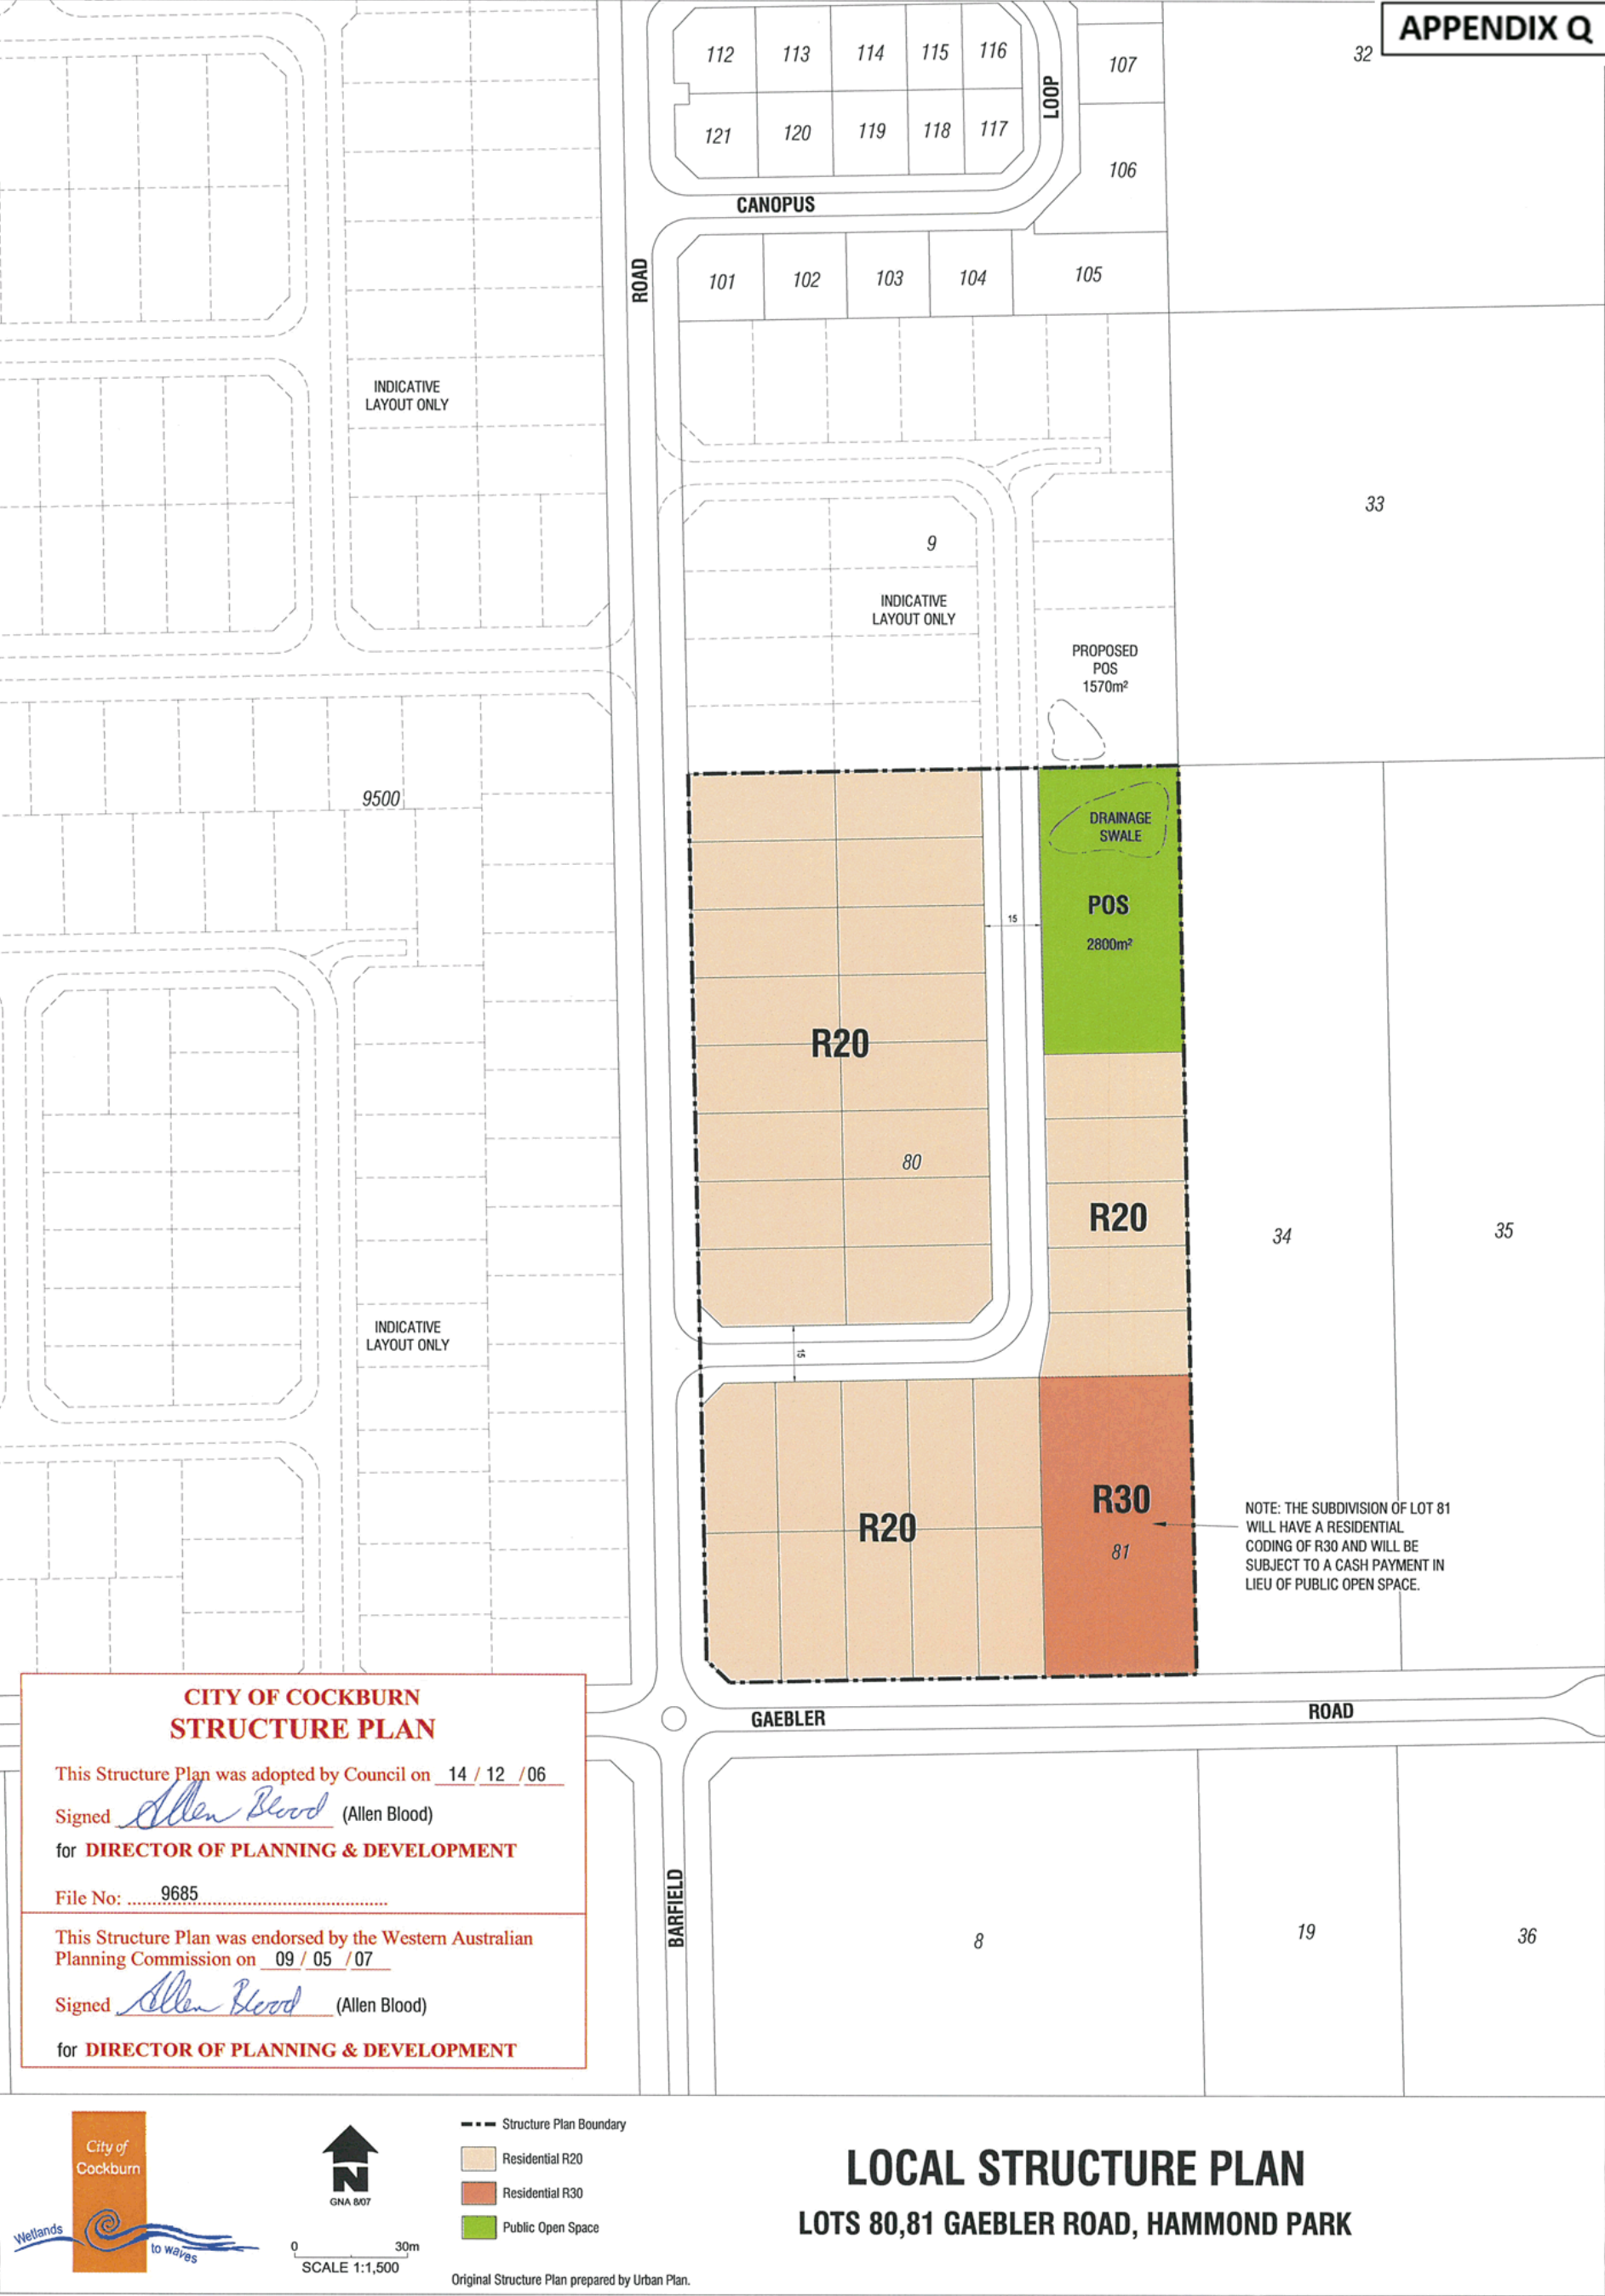 APPENDIX Q
32
112
113
114
115
116
107
LOOP
121
120
119
118
117
106
CANOPUS
ROAD
101
102
103
104
105
INDICATIVE
LAYOUT ONLY
33
9
INDICATIVE
LAYOUT ONLY
PROPOSED
POS
1570m²
9500
DRAINAGE
SWALE
POS
2800m²
15
R20
80
R20
34
35
INDICATIVE
LAYOUT ONLY
15
R20
R30
81
NOTE: THE SUBDIVISION OF LOT 81
WILL HAVE A RESIDENTIAL
CODING OF R30 AND WILL BE
SUBJECT TO A CASH PAYMENT IN
LIEU OF PUBLIC OPEN SPACE.
GAEBLER
ROAD
BARFIELD
8
19
36
CITY OF COCKBURN
STRUCTURE PLAN
This Structure Plan was adopted by Council on 14 / 12 / 06
Signed Allen Blood (Allen Blood)
for DIRECTOR OF PLANNING & DEVELOPMENT
File No: ...... 9685 ......
This Structure Plan was endorsed by the Western Australian
Planning Commission on 09 / 05 / 07
Signed Allen Blood (Allen Blood)
for DIRECTOR OF PLANNING & DEVELOPMENT
City of
Cockburn
Wetlands
to waves
N
GNA 8/07
0 30m
SCALE 1:1,500
Structure Plan Boundary
Residential R20
Residential R30
Public Open Space
Original Structure Plan prepared by Urban Plan.
LOCAL STRUCTURE PLAN
LOTS 80,81 GAEBLER ROAD, HAMMOND PARK